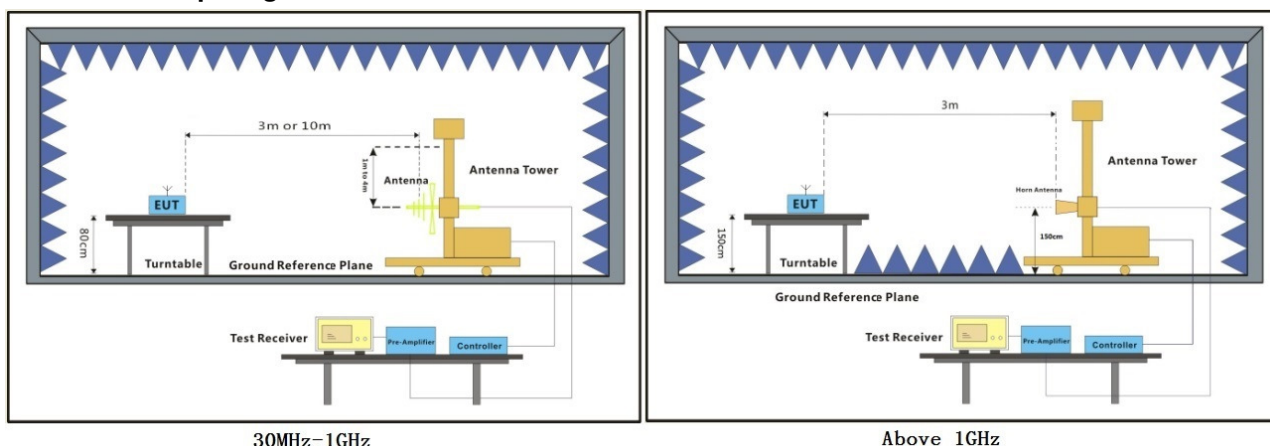 3m or 10m
1m to 4m
Antenna
Antenna Tower
EUT
80cm
Turntable
Ground Reference Plane
Test Receiver
Pre-Amplifier
Controller
30MHz-1GHz
3m
Antenna Tower
Horn Antenna
EUT
150cm
150cm
Turntable
Ground Reference Plane
Test Receiver
Pre-Amplifier
Controller
Above 1GHz